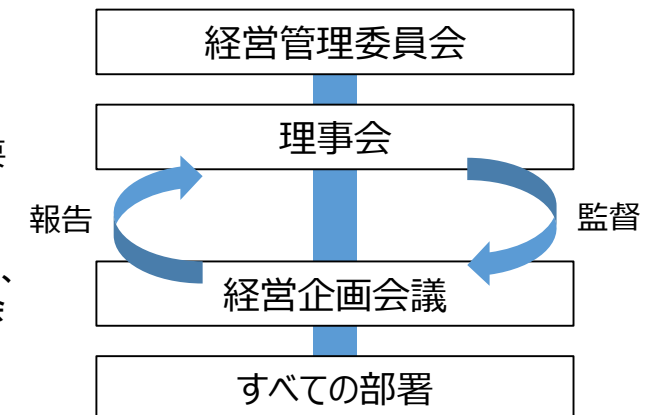 経営管理委員会
理事会
報告
監督
、
経営企画会議
すべての部署